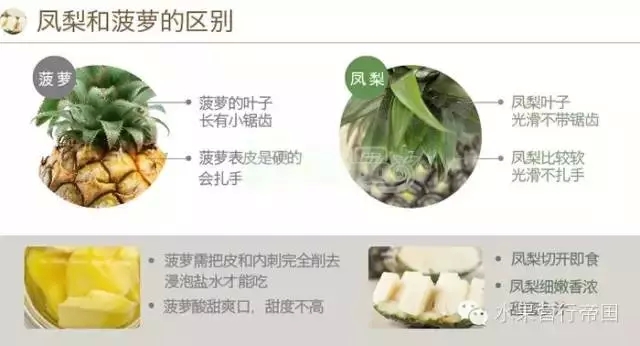 凤梨和菠萝的区别
菠萝
菠萝的叶子
长有小锯齿
菠萝表皮是硬的
会扎手
凤梨
凤梨叶子
光滑不带锯齿
凤梨比较软
光滑不扎手
菠萝需把皮和内刺完全削去
浸泡盐水才能吃
菠萝酸甜爽口，甜度不高
凤梨切开即食
凤梨细嫩香浓
水果营行帝国